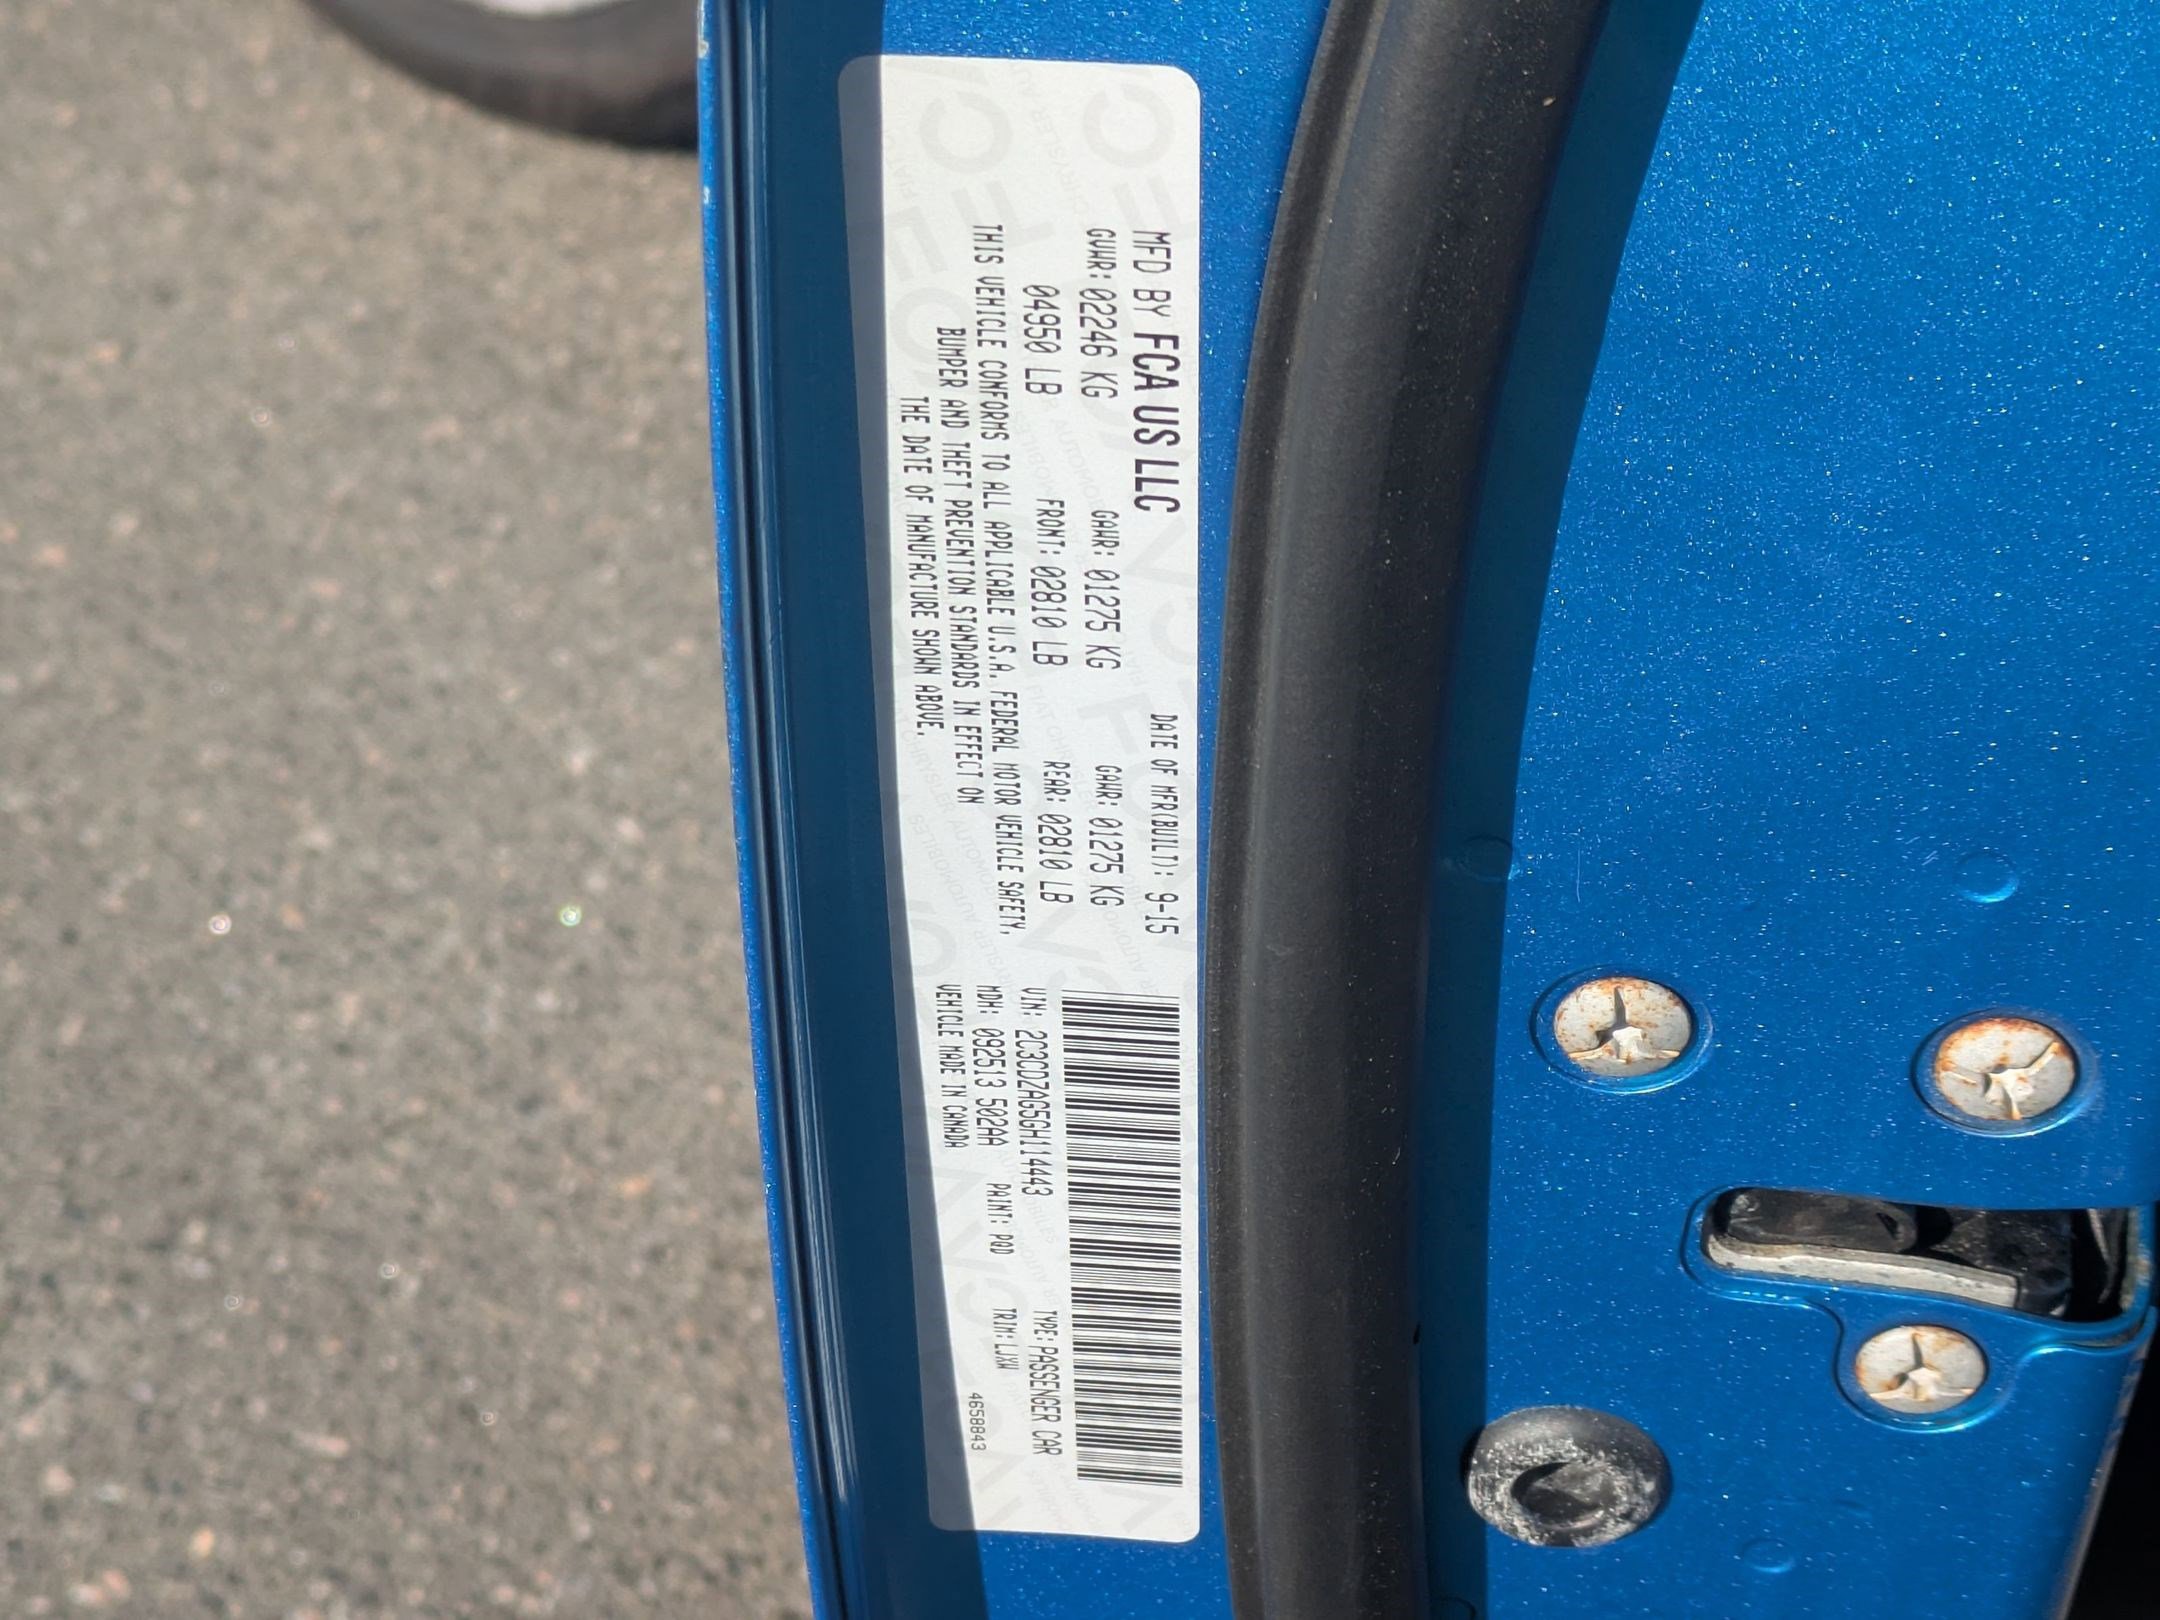 MFD BY FCA US LLC DATE OF MFR(BUILT): 9-15
GVWR: 02246 KG GAWR: 01275 KG GAWR: 01275 KG
04950 LB FRONT: 02810 LB REAR: 02810 LB
THIS VEHICLE CONFORMS TO ALL APPLICABLE U.S.A. FEDERAL MOTOR VEHICLE SAFETY,
BUMPER AND THEFT PREVENTION STANDARDS IN EFFECT ON
THE DATE OF MANUFACTURE SHOWN ABOVE.
VIN: 2C3CDZAG5GH114443 TYPE: PASSENGER CAR
MDH: 092513 502AA PAINT: PQD TRIM: LJXW
VEHICLE MADE IN CANADA
4658843